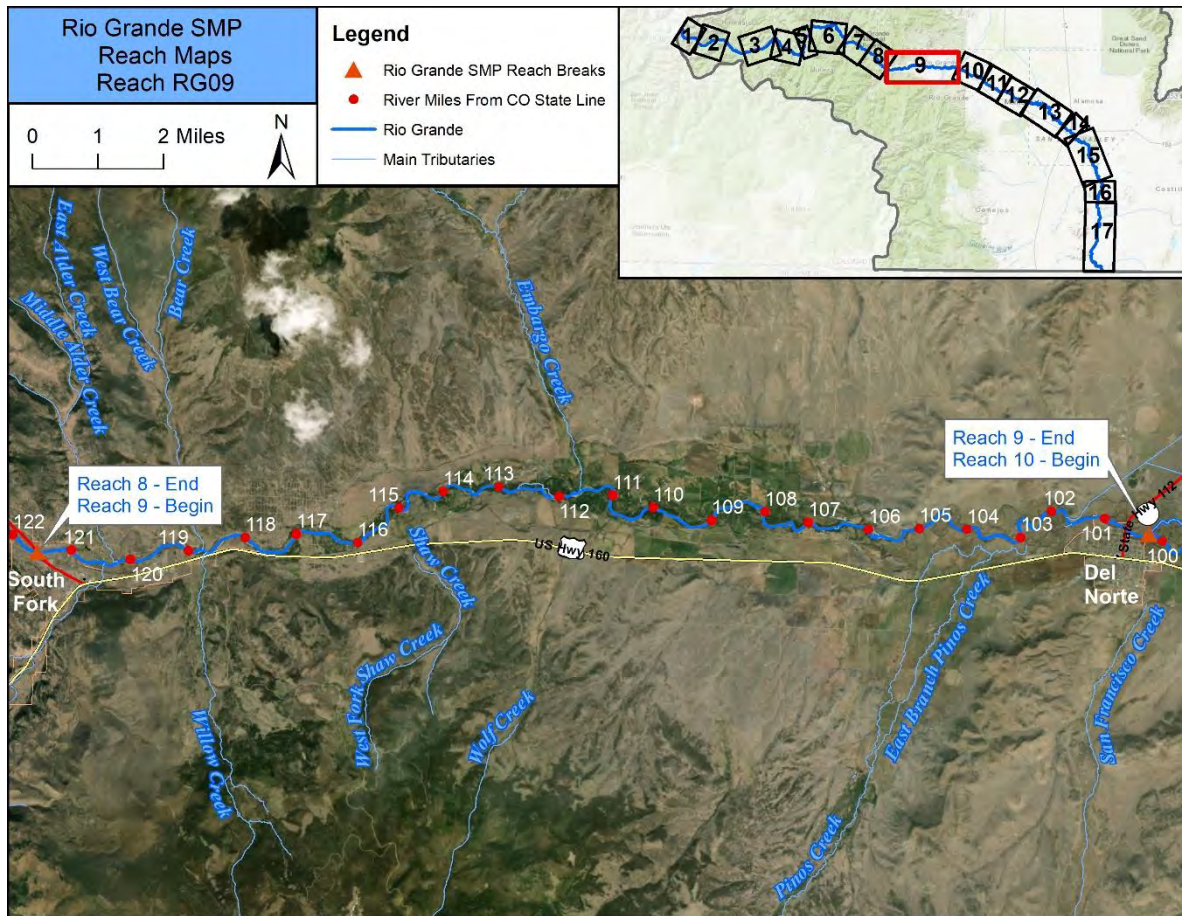 Rio Grande SMP
Reach Maps
Reach RG09
0 1 2 Miles
N
Legend
Rio Grande SMP Reach Breaks
River Miles From CO State Line
Rio Grande
Main Tributaries
1
2
3
4
5
6
7
8
9
10
11
12
13
14
15
16
17
Alamosa
East Alder Creek
West Bear Creek
Bear Creek
Middle Alder Creek
Embargo Creek
Reach 8 - End
Reach 9 - Begin
Reach 9 - End
Reach 10 - Begin
State Hwy 112
122
121
120
119
118
117
116
115
114
113
112
111
110
109
108
107
106
105
104
103
102
101
100
South
Fork
US Hwy 160
Del
Norte
Shaw Creek
West Fork Shaw Creek
Willow Creek
Wolf Creek
East Branch Pinos Creek
Pinos Creek
San Francisco Creek